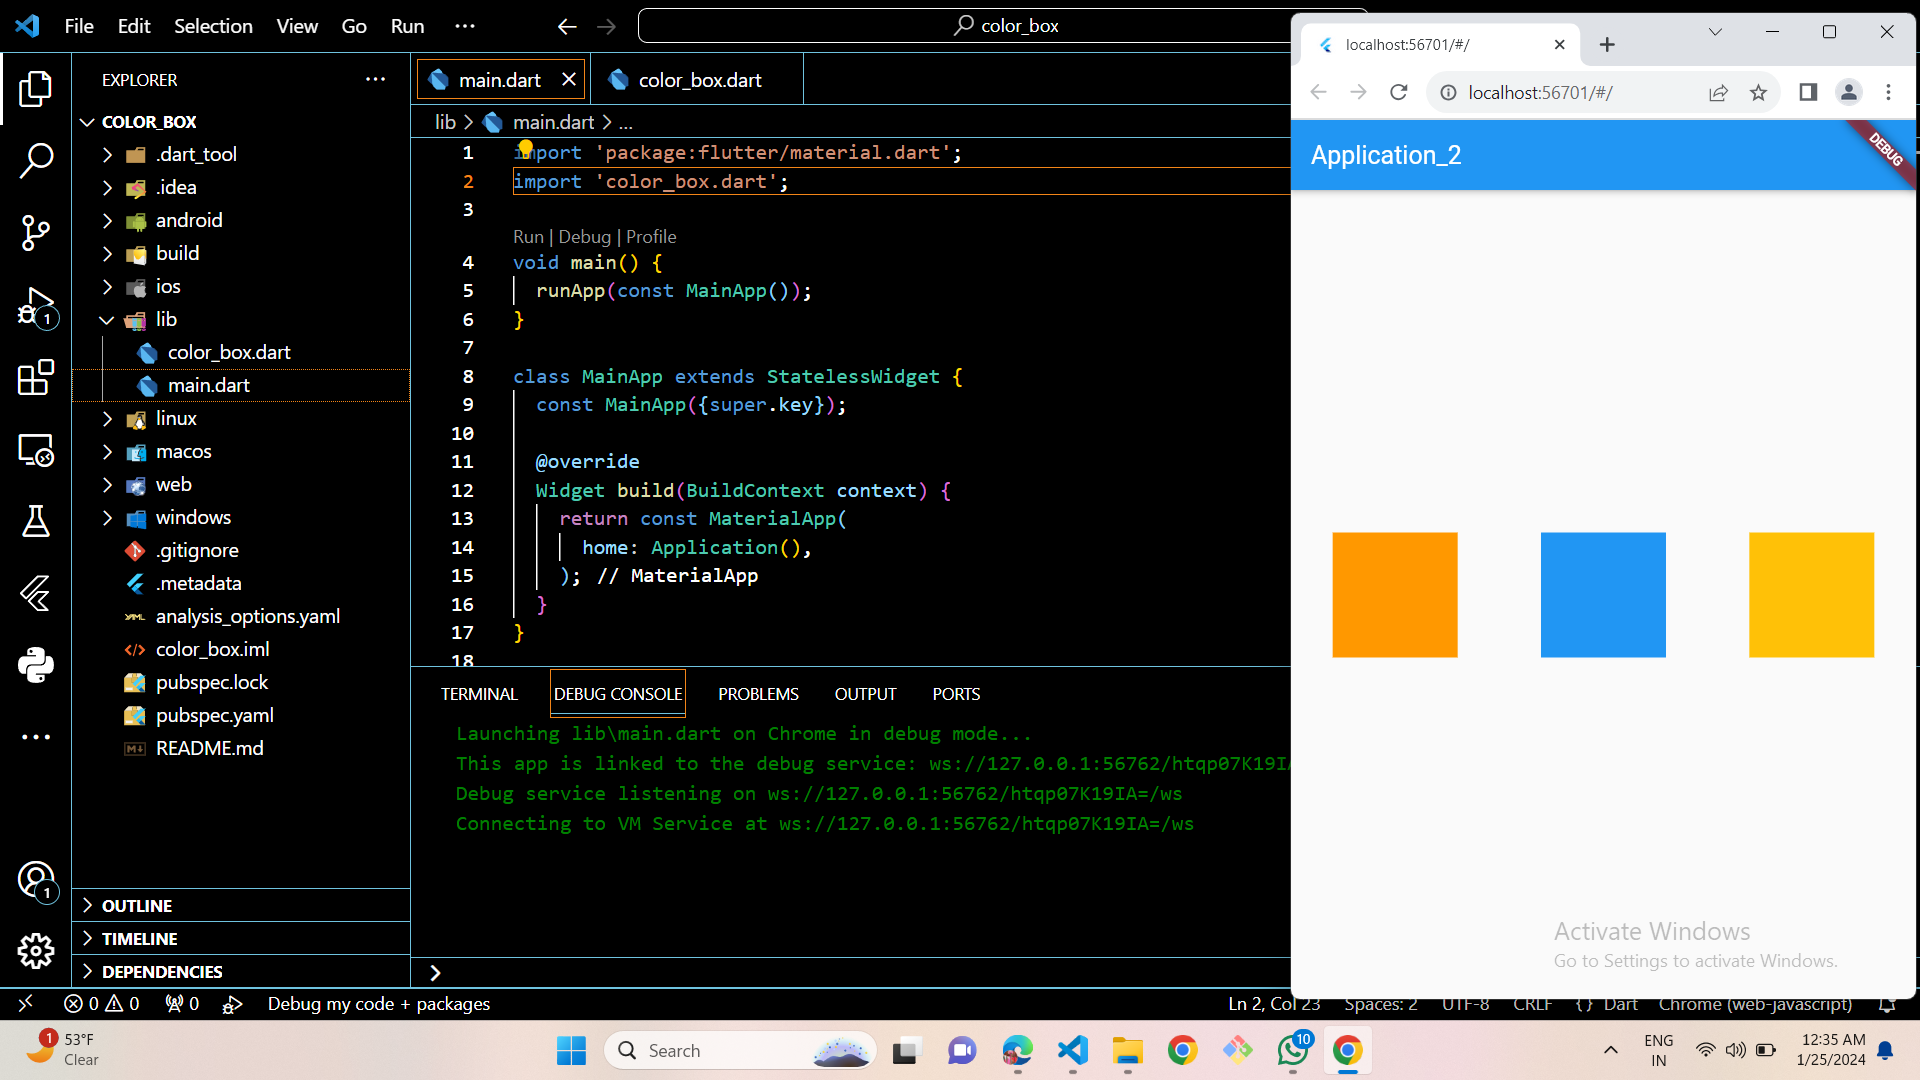 File Edit Selection View Go Run ···
color_box
EXPLORER
COLOR_BOX
.dart_tool
.idea
android
build
ios
lib
color_box.dart
main.dart
linux
macos
web
windows
.gitignore
.metadata
analysis_options.yaml
color_box.iml
pubspec.lock
pubspec.yaml
README.md
OUTLINE
TIMELINE
DEPENDENCIES
1
1
main.dart color_box.dart
lib > main.dart > ...
1 import 'package:flutter/material.dart';
2 import 'color_box.dart';
3
Run | Debug | Profile
4 void main() {
5 runApp(const MainApp());
6 }
7
8 class MainApp extends StatelessWidget {
9 const MainApp({super.key});
10
11 @override
12 Widget build(BuildContext context) {
13 return const MaterialApp(
14 home: Application(),
15 ); // MaterialApp
16 }
17 }
18
TERMINAL DEBUG CONSOLE PROBLEMS OUTPUT PORTS
Launching lib\main.dart on Chrome in debug mode...
This app is linked to the debug service: ws://127.0.0.1:56762/htqp07K19I
Debug service listening on ws://127.0.0.1:56762/htqp07K19IA=/ws
Connecting to VM Service at ws://127.0.0.1:56762/htqp07K19IA=/ws
localhost:56701/#/
localhost:56701/#/
Application_2
DEBUG
Activate Windows
Go to Settings to activate Windows.
0 0 0 Debug my code + packages Ln 2, Col 23 Spaces: 2 UTF-8 CRLF {} Dart Chrome (web-javascript)
1 53°F
Clear
Search
10
ENG
IN
12:35 AM
1/25/2024